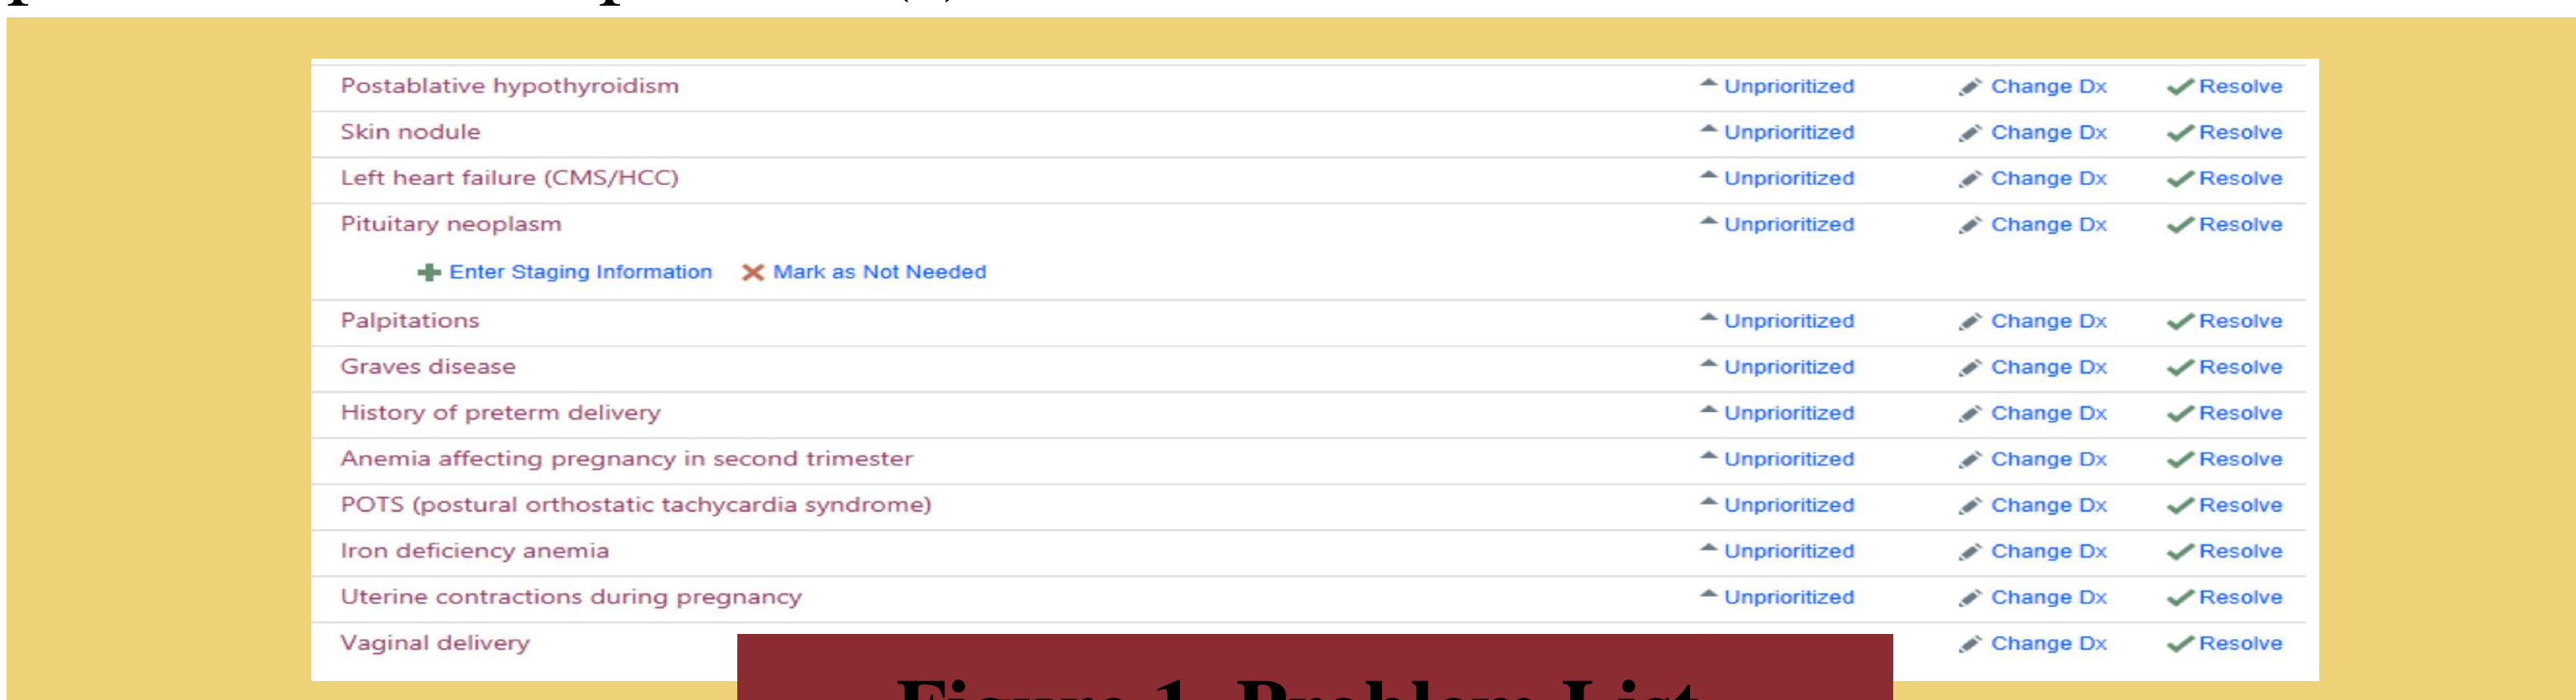 Postablative hypothyroidism Unprioritized Change Dx Resolve
Skin nodule Unprioritized Change Dx Resolve
Left heart failure (CMS/HCC) Unprioritized Change Dx Resolve
Pituitary neoplasm Unprioritized Change Dx Resolve
Enter Staging Information Mark as Not Needed
Palpitations Unprioritized Change Dx Resolve
Graves disease Unprioritized Change Dx Resolve
History of preterm delivery Unprioritized Change Dx Resolve
Anemia affecting pregnancy in second trimester Unprioritized Change Dx Resolve
POTS (postural orthostatic tachycardia syndrome) Unprioritized Change Dx Resolve
Iron deficiency anemia Unprioritized Change Dx Resolve
Uterine contractions during pregnancy Unprioritized Change Dx Resolve
Vaginal delivery Change Dx Resolve
Figure 1. Problem List